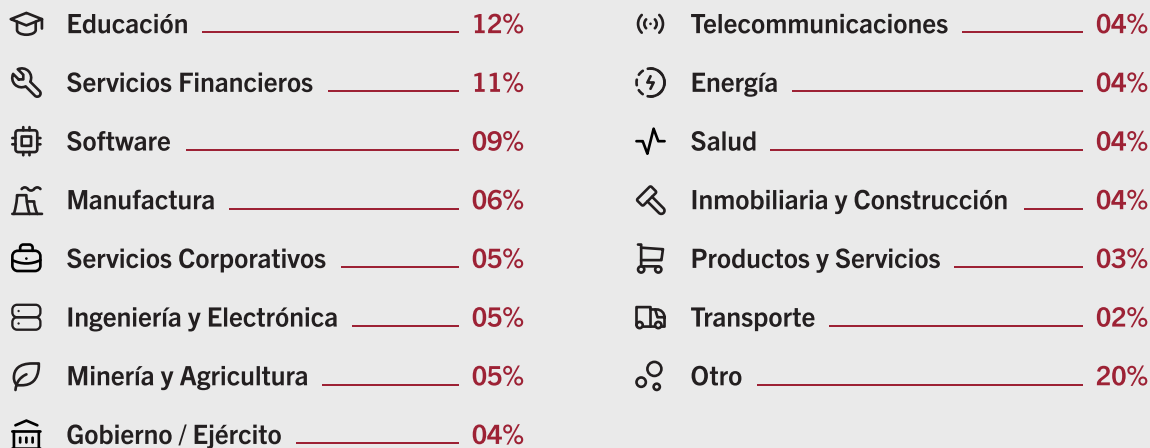 Educación 12%
Servicios Financieros 11%
Software 09%
Manufactura 06%
Servicios Corporativos 05%
Ingeniería y Electrónica 05%
Minería y Agricultura 05%
Gobierno / Ejército 04%
Telecommunicaciones 04%
Energía 04%
Salud 04%
Inmobiliaria y Construcción 04%
Productos y Servicios 03%
Transporte 02%
Otro 20%